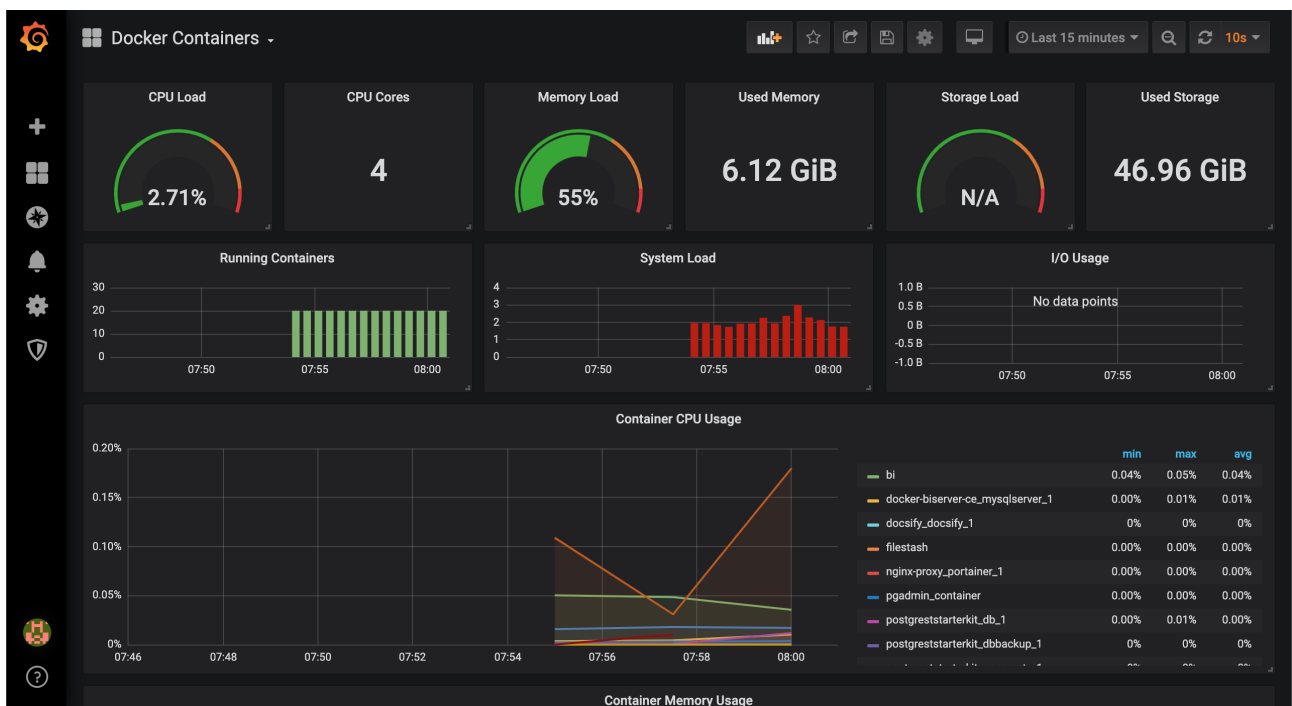 Docker Containers
Last 15 minutes
10s
CPU Load
2.71%
CPU Cores
4
Memory Load
55%
Used Memory
6.12 GiB
Storage Load
N/A
Used Storage
46.96 GiB
Running Containers
30
20
10
0
07:50 07:55 08:00
System Load
4
3
2
1
0
07:50 07:55 08:00
I/O Usage
1.0 B
0.5 B
0 B
-0.5 B
-1.0 B
No data points
07:50 07:55 08:00
Container CPU Usage
0.20%
0.15%
0.10%
0.05%
0%
07:46 07:48 07:50 07:52 07:54 07:56 07:58 08:00
min max avg
bi 0.04% 0.05% 0.04%
docker-biserver-ce_mysqlserver_1 0.00% 0.01% 0.01%
docsify_docsify_1 0% 0% 0%
filestash 0.00% 0.00% 0.00%
nginx-proxy_portainer_1 0.00% 0.00% 0.00%
pgadmin_container 0.00% 0.00% 0.00%
postgreststarterkit_db_1 0.00% 0.01% 0.00%
postgreststarterkit_dbbackup_1 0% 0% 0%
Container Memory Usage